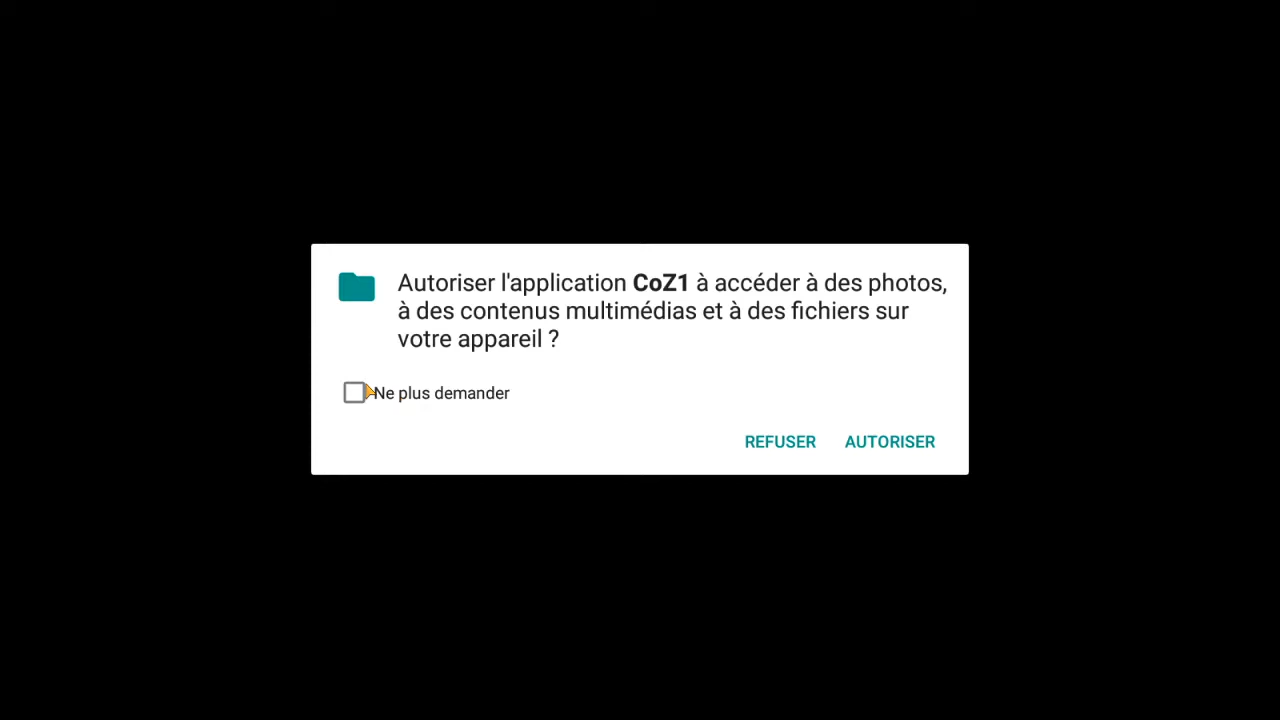 Autoriser l'application CoZ1 à accéder à des photos,
à des contenus multimédias et à des fichiers sur
votre appareil ?
Ne plus demander
REFUSER AUTORISER